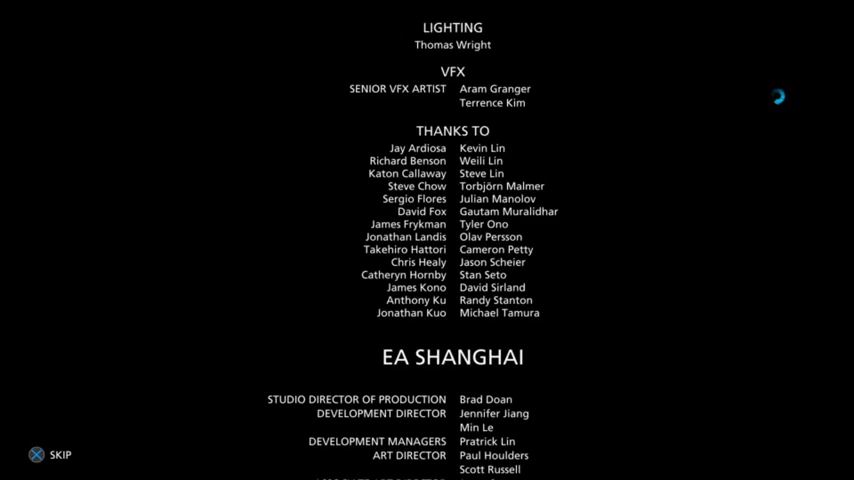 LIGHTING
Thomas Wright
VFX
SENIOR VFX ARTIST Aram Granger
Terrence Kim
THANKS TO
Jay Ardiosa Kevin Lin
Richard Benson Weili Lin
Katon Callaway Steve Lin
Steve Chow Torbjörn Malmer
Sergio Flores Julian Manolov
David Fox Gautam Muralidhar
James Frykman Tyler Ono
Jonathan Landis Olav Persson
Takehiro Hattori Cameron Petty
Chris Healy Jason Scheier
Catheryn Hornby Stan Seto
James Kono David Sirland
Anthony Ku Randy Stanton
Jonathan Kuo Michael Tamura
EA SHANGHAI
STUDIO DIRECTOR OF PRODUCTION Brad Doan
DEVELOPMENT DIRECTOR Jennifer Jiang
Min Le
DEVELOPMENT MANAGERS Pratrick Lin
ART DIRECTOR Paul Houlders
SKIP
Scott Russell